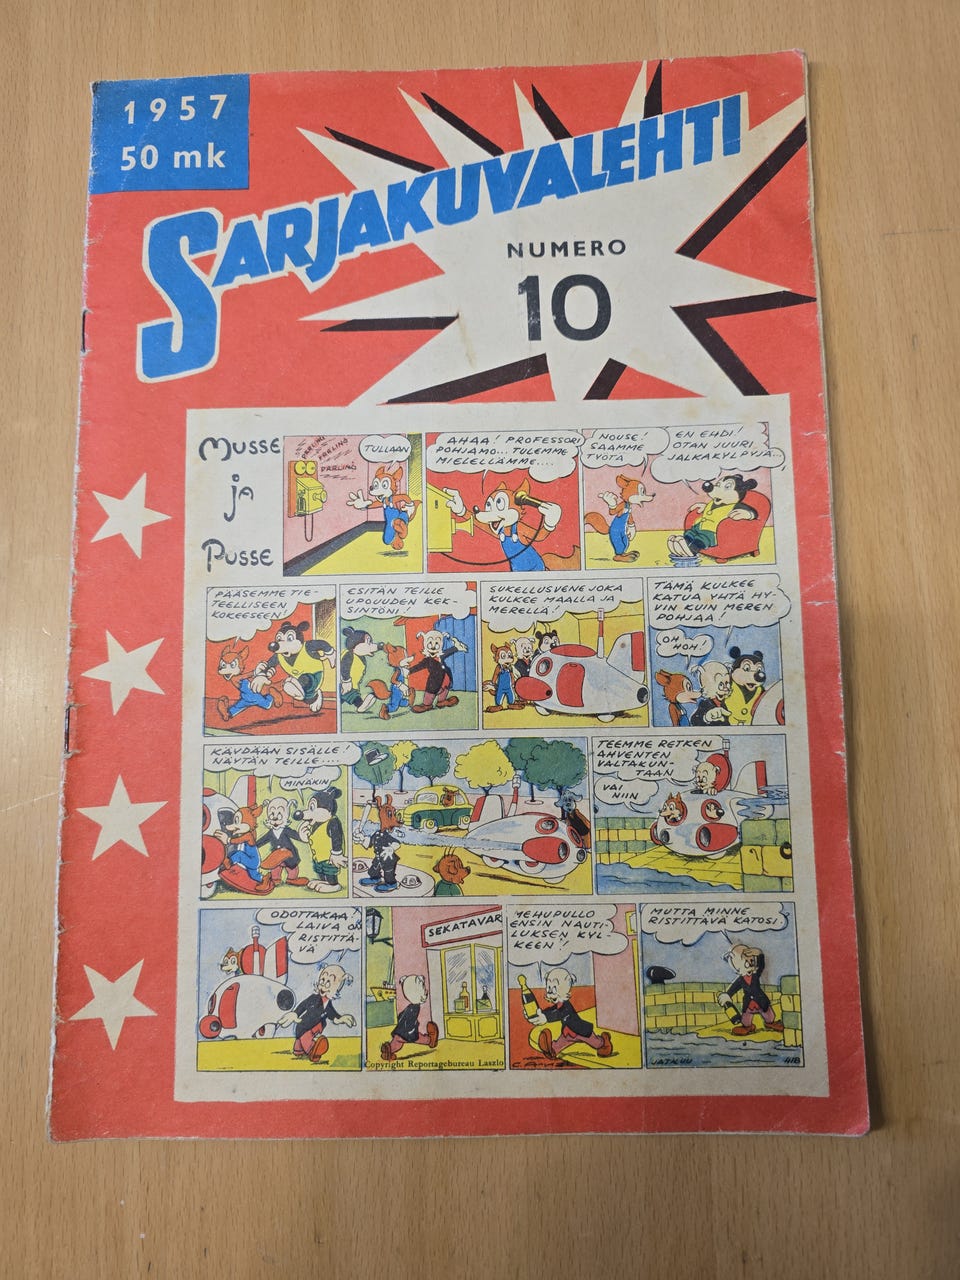 1957
50 mk
SARJAKUVALEHTI
NUMERO
10
Musse
ja
Pusse
DARLING
PÄRLINÖ
TULLAAN
AHAA! PROFESSORI
POHJAMO... TULEMME
MIELELLÄMME....
NOUSE!
SAAMME
TYÖTÄ
EN EHDI!
OTAN JUURI
JALKAKYLPYJÄ...
PÄÄSEMME TIE-
TEELLISEEN
KOKEESEEN!
ESITÄN TEILLE
UPOUUDEN KEK-
SINTÖNI!
SUKELLUSVENE JOKA
KULKEE MAALLA JA
MERELLÄ!
TÄMÄ KULKEE
KATUA YHTÄ HY-
VIN KUIN MEREN
POHJAA!
OH
HOH!
KÄYDÄÄN SISÄLLE!
NÄYTÄN TEILLE....
MINÄKIN
TEEMME RETKEN
AHVENTEN
VALTAKUN-
TAAN
VAI
NIIN
ODOTTAKAA!
LAIVA ON
RISTITTÄ-
VÄ
SEKATAVAR
MEHUPULLO
ENSIN NAUTI-
LUKSEN KYL-
KEEN!
MUTTA MINNE
RISTITTÄVÄ KATOSI?
Copyright Reportagebureau Laszlo
JATKUU
41B